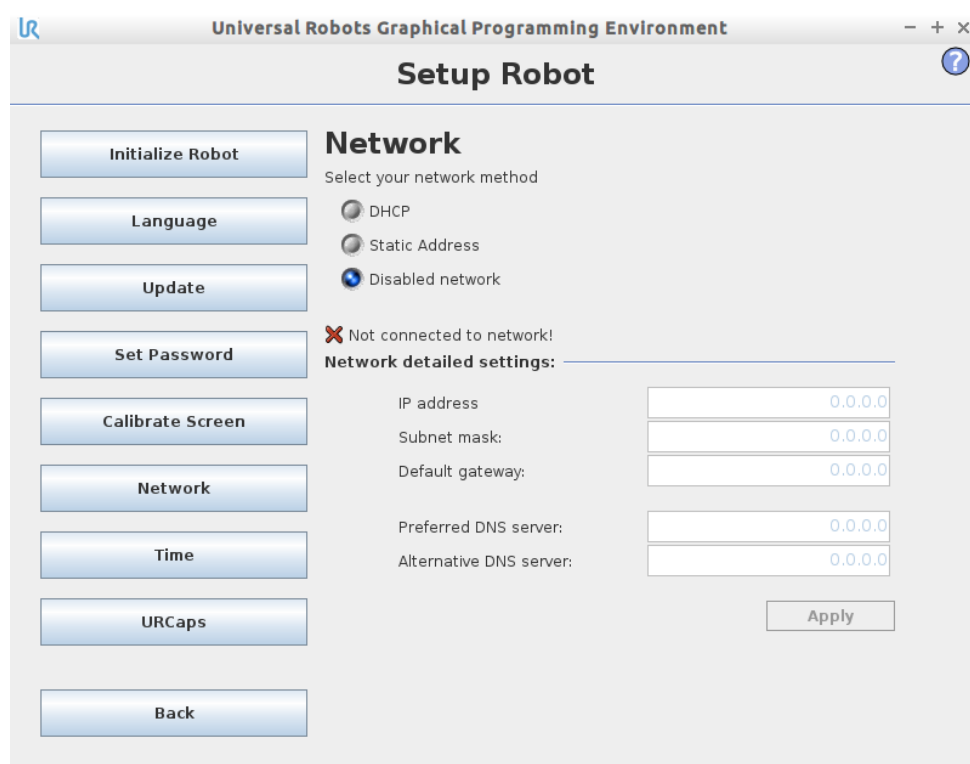 UR
Universal Robots Graphical Programming Environment
Setup Robot
?
Initialize Robot
Language
Update
Set Password
Calibrate Screen
Network
Time
URCaps
Back
Network
Select your network method
DHCP
Static Address
Disabled network
Not connected to network!
Network detailed settings:
IP address 0.0.0.0
Subnet mask: 0.0.0.0
Default gateway: 0.0.0.0
Preferred DNS server: 0.0.0.0
Alternative DNS server: 0.0.0.0
Apply